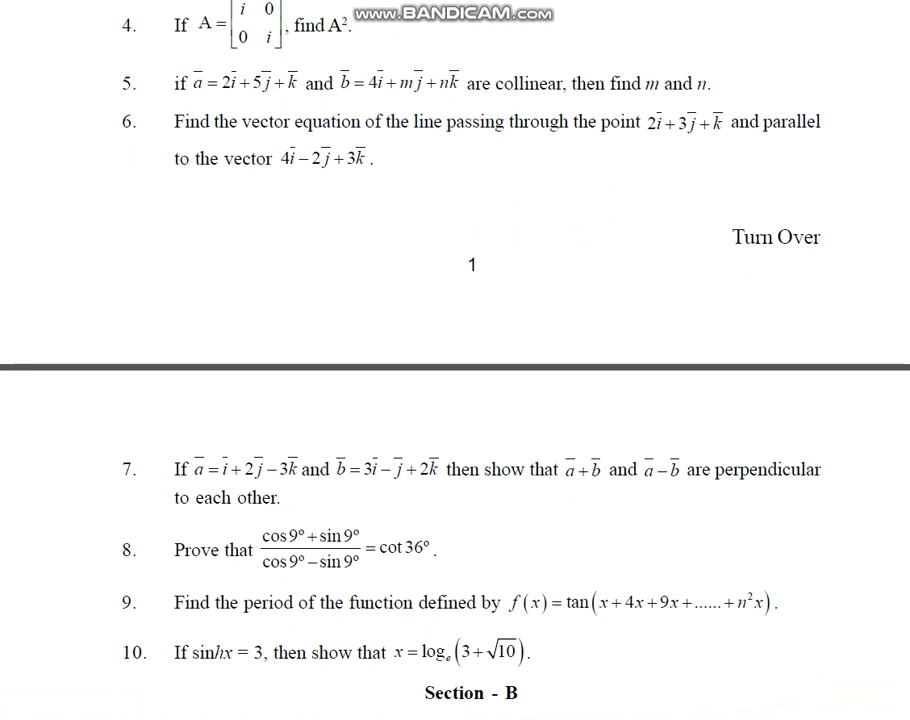 www.BANDICAM.com
4. If A = [i 0; 0 i], find A².
5. if a̅ = 2i̅ + 5j̅ + k̅ and b̅ = 4i̅ + mj̅ + nk̅ are collinear, then find m and n.
6. Find the vector equation of the line passing through the point 2i̅ + 3j̅ + k̅ and parallel
to the vector 4i̅ − 2j̅ + 3k̅ .
Turn Over
1
7. If a̅ = i̅ + 2j̅ − 3k̅ and b̅ = 3i̅ − j̅ + 2k̅ then show that a̅ + b̅ and a̅ − b̅ are perpendicular
to each other.
8. Prove that (cos 9° + sin 9°)/(cos 9° − sin 9°) = cot 36° .
9. Find the period of the function defined by f(x) = tan(x + 4x + 9x + ...... + n²x) .
10. If sinhx = 3, then show that x = logₑ(3 + √10) .
Section - B